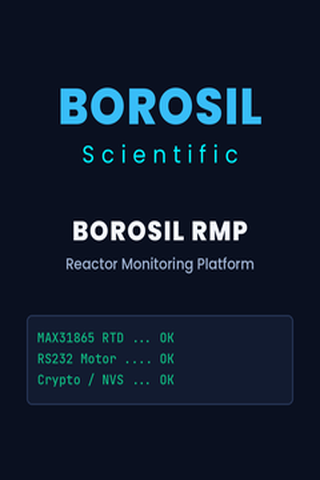 BOROSIL
Scientific
BOROSIL RMP
Reactor Monitoring Platform
MAX31865 RTD ... OK
RS232 Motor .... OK
Crypto / NVS ... OK